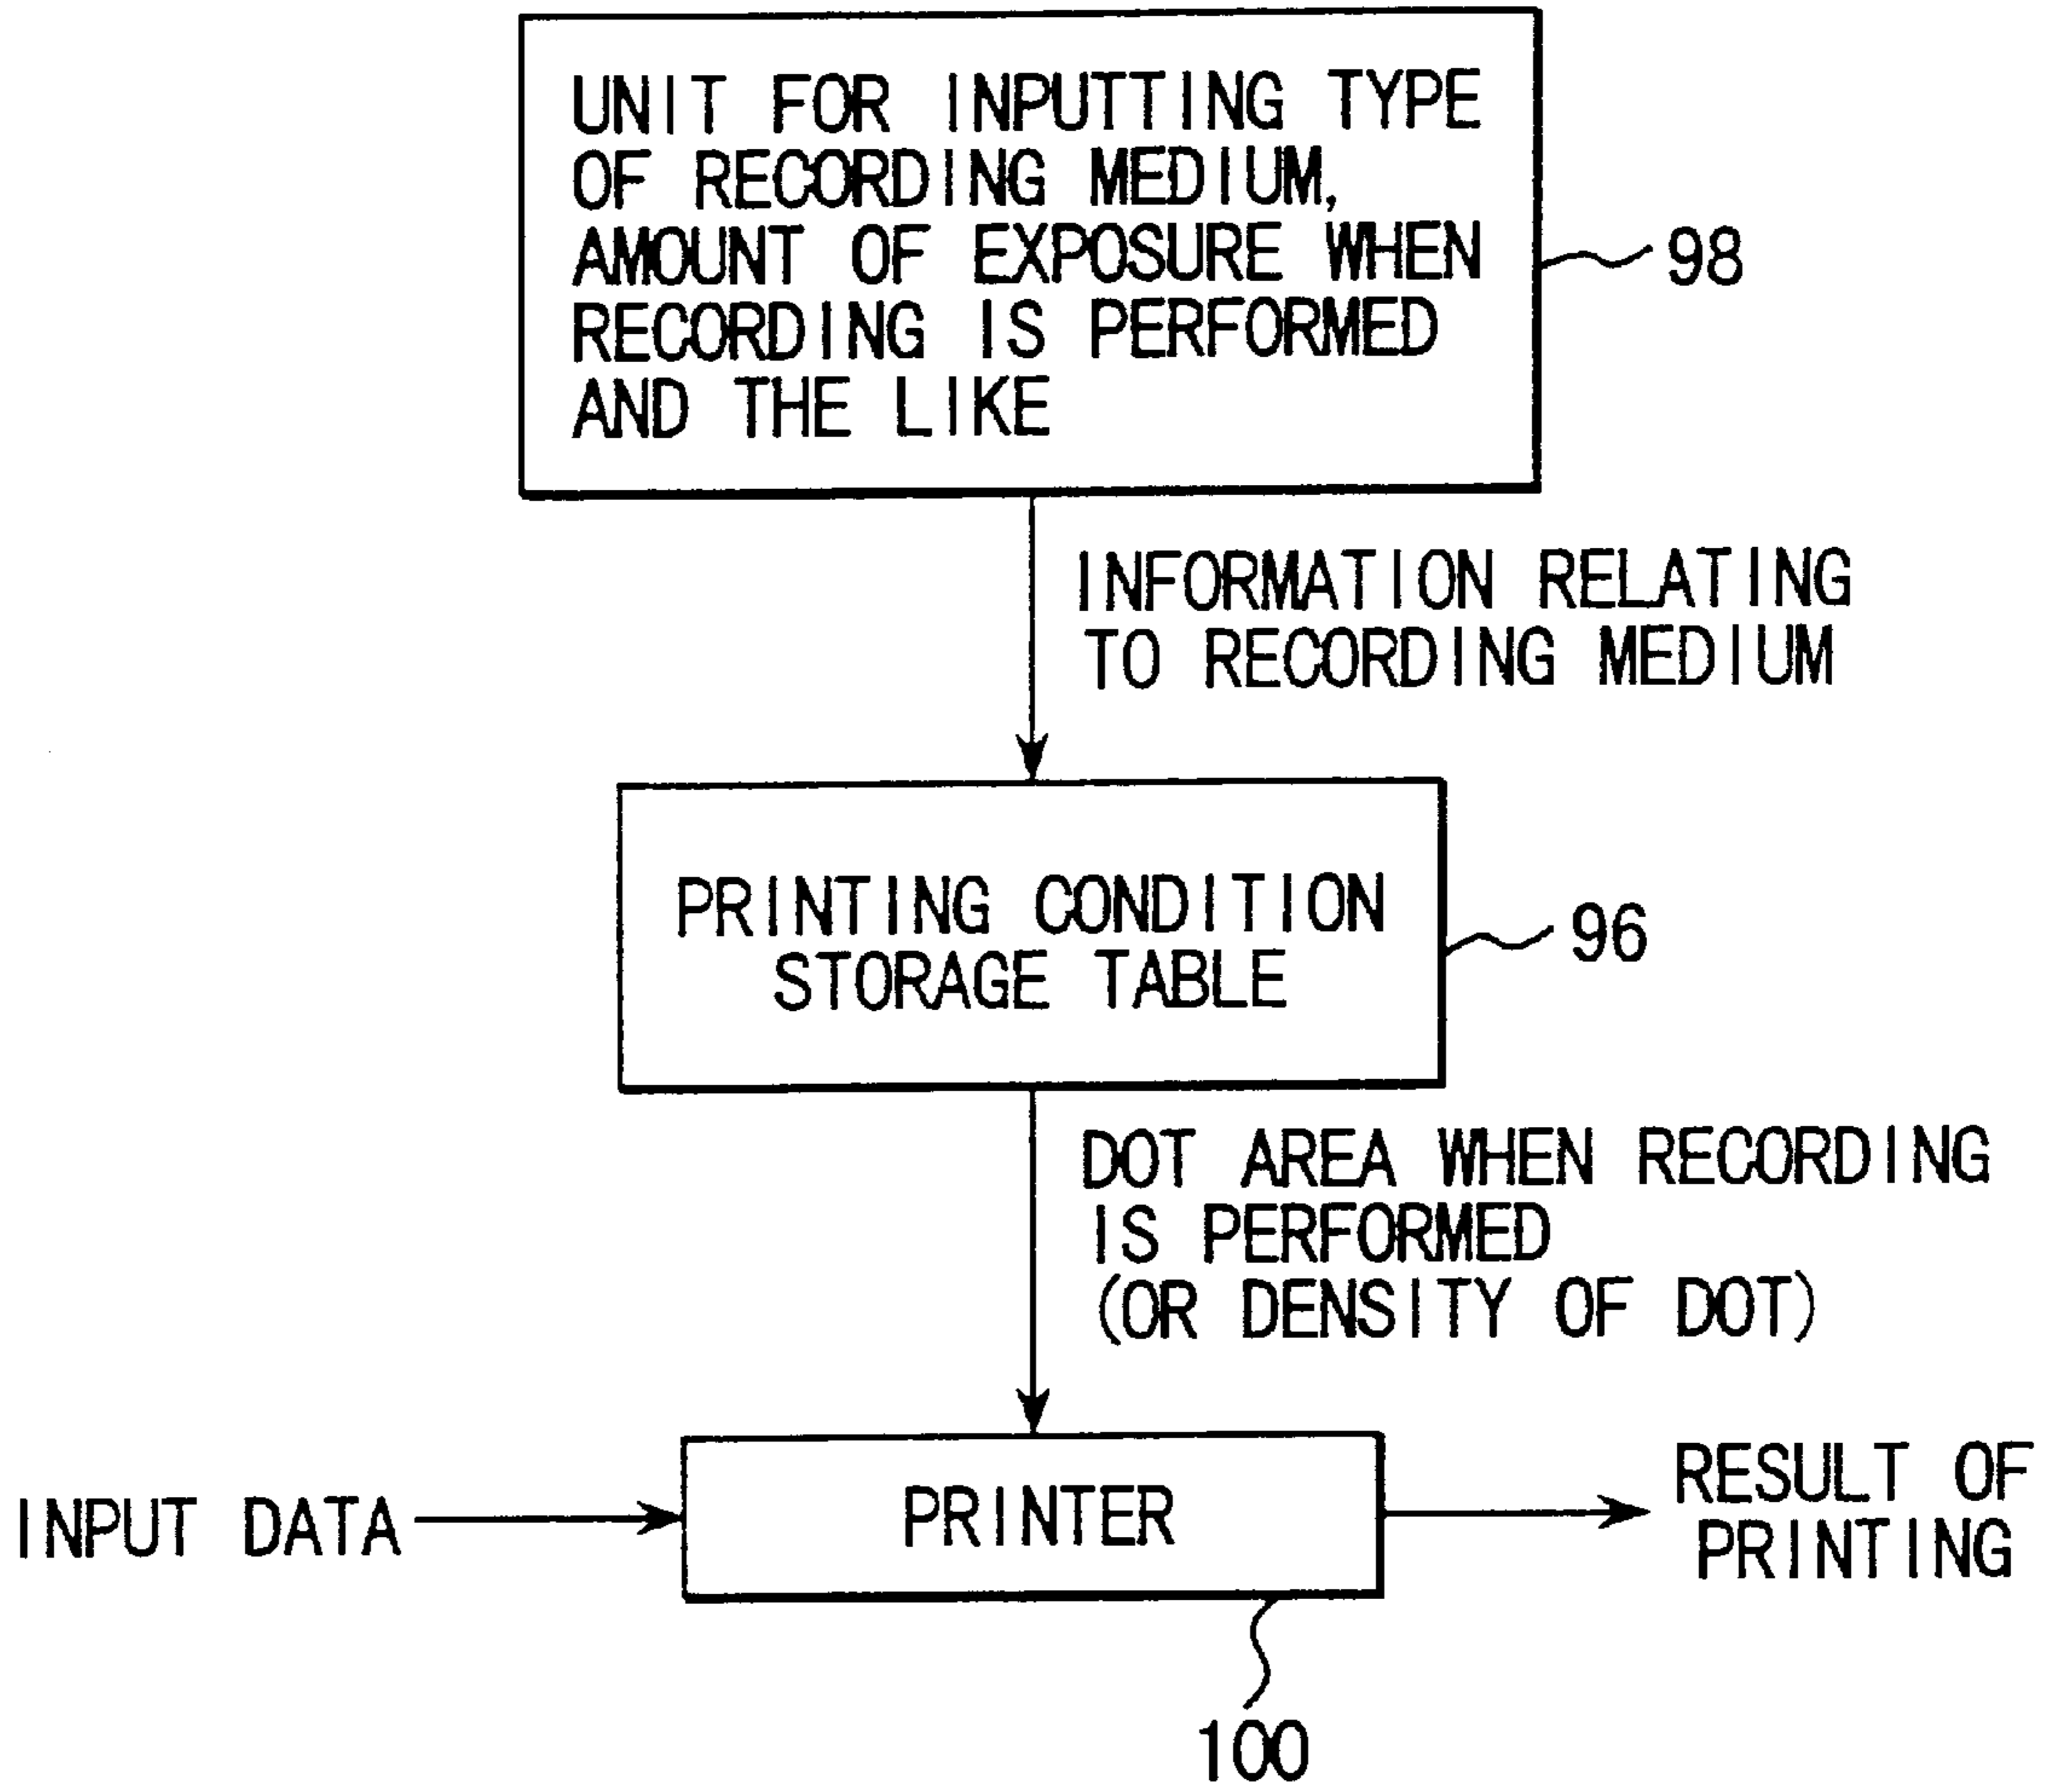 UNIT FOR INPUTTING TYPE
OF RECORDING MEDIUM,
AMOUNT OF EXPOSURE WHEN
RECORDING IS PERFORMED
AND THE LIKE
98
INFORMATION RELATING
TO RECORDING MEDIUM
PRINTING CONDITION
STORAGE TABLE
96
DOT AREA WHEN RECORDING
IS PERFORMED
(OR DENSITY OF DOT)
INPUT DATA
PRINTER
RESULT OF
PRINTING
100